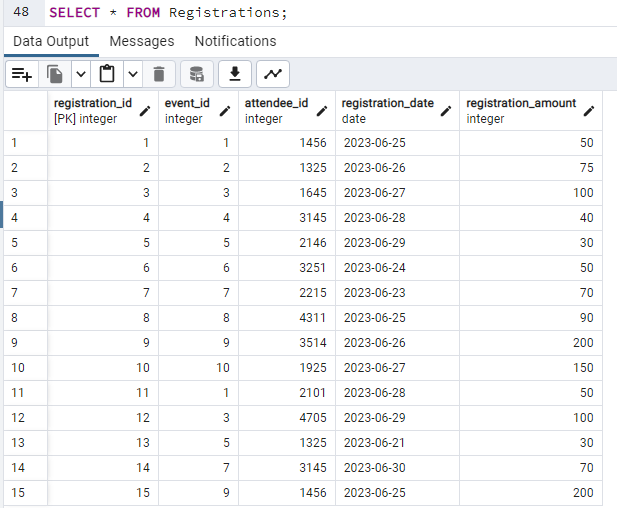 48 SELECT * FROM Registrations;
Data Output Messages Notifications
registration_id event_id attendee_id registration_date registration_amount
[PK] integer integer integer date integer
1 1 1 1456 2023-06-25 50
2 2 2 1325 2023-06-26 75
3 3 3 1645 2023-06-27 100
4 4 4 3145 2023-06-28 40
5 5 5 2146 2023-06-29 30
6 6 6 3251 2023-06-24 50
7 7 7 2215 2023-06-23 70
8 8 8 4311 2023-06-25 90
9 9 9 3514 2023-06-26 200
10 10 10 1925 2023-06-27 150
11 11 1 2101 2023-06-28 50
12 12 3 4705 2023-06-29 100
13 13 5 1325 2023-06-21 30
14 14 7 3145 2023-06-30 70
15 15 9 1456 2023-06-25 200